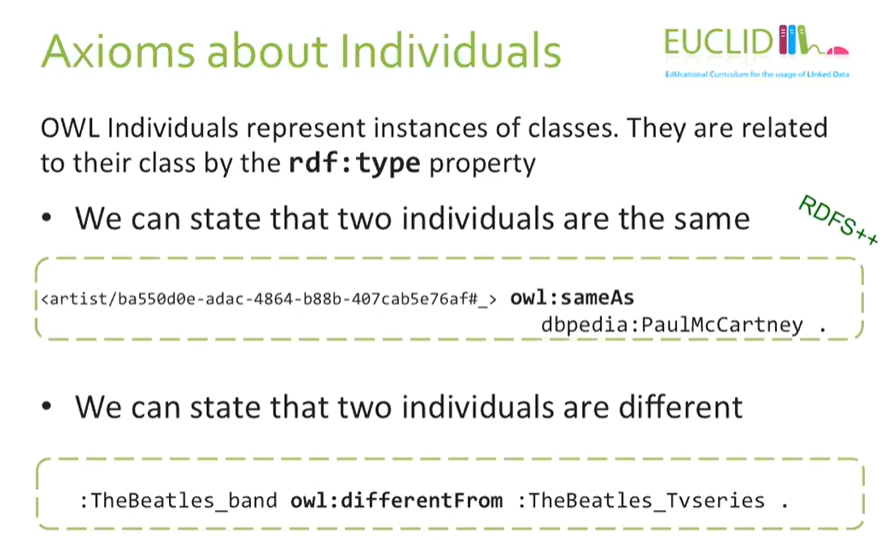 Axioms about Individuals
EUCLID
EdUcational Curriculum for the usage of LInked Data
OWL Individuals represent instances of classes. They are related
to their class by the rdf:type property
• We can state that two individuals are the same
RDFS++
<artist/ba550d0e-adac-4864-b88b-407cab5e76af#_> owl:sameAs
dbpedia:PaulMcCartney .
• We can state that two individuals are different
:TheBeatles_band owl:differentFrom :TheBeatles_Tvseries .